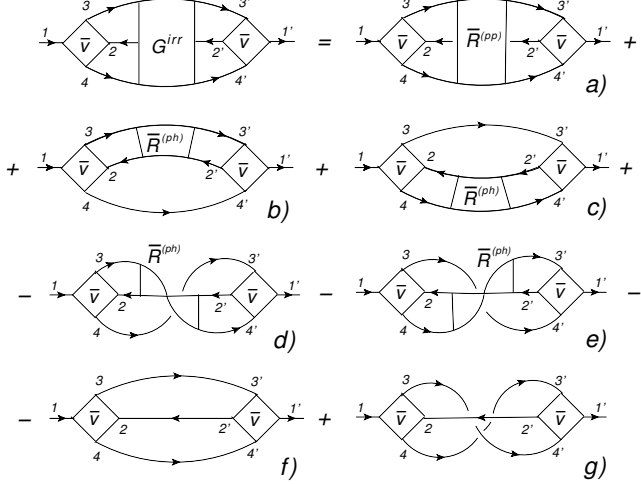 3 3' 3 3'
1 v̄ 2 G^irr 2' v̄ 1' = 1 v̄ 2 R̄^(pp) 2' v̄ 1' +
4 4' 4 4' a)
3 R̄^(ph) 3' 3 3'
+ 1 v̄ 2 2' v̄ 1' + 1 v̄ 2 2' v̄ 1' +
4 4' b) 4 R̄^(ph) 4' c)
3 R̄^(ph) 3' 3 R̄^(ph) 3'
− 1 v̄ 2 2' v̄ 1' − 1 v̄ 2 2' v̄ 1' −
4 4' d) 4 4' e)
3 3' 3 3'
− 1 v̄ 2 2' v̄ 1' + 1 v̄ 2 2' v̄ 1'
4 4' f) 4 4' g)